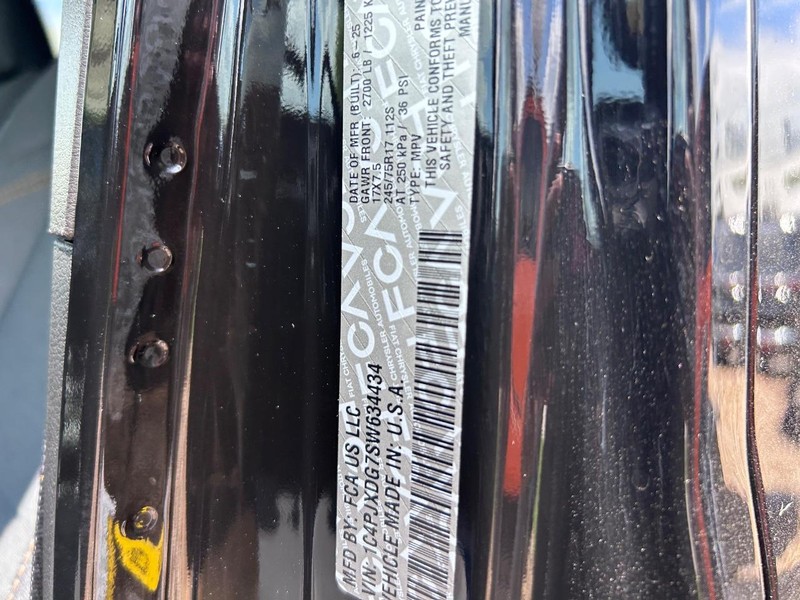 MFD BY: FCA US LLC
DATE OF MFR (BUILT): 6-25
GAWR FRONT: 2700 LB / 1225 K
17X7.5
245/75R17 112S
AT 250 kPa / 36 PSI
TYPE: MPV
VIN: 1C4PJXDG7SW634434
VEHICLE MADE IN: U.S.A.
THIS VEHICLE CONFORMS TO
SAFETY AND THEFT PREV
PAIN
MANU